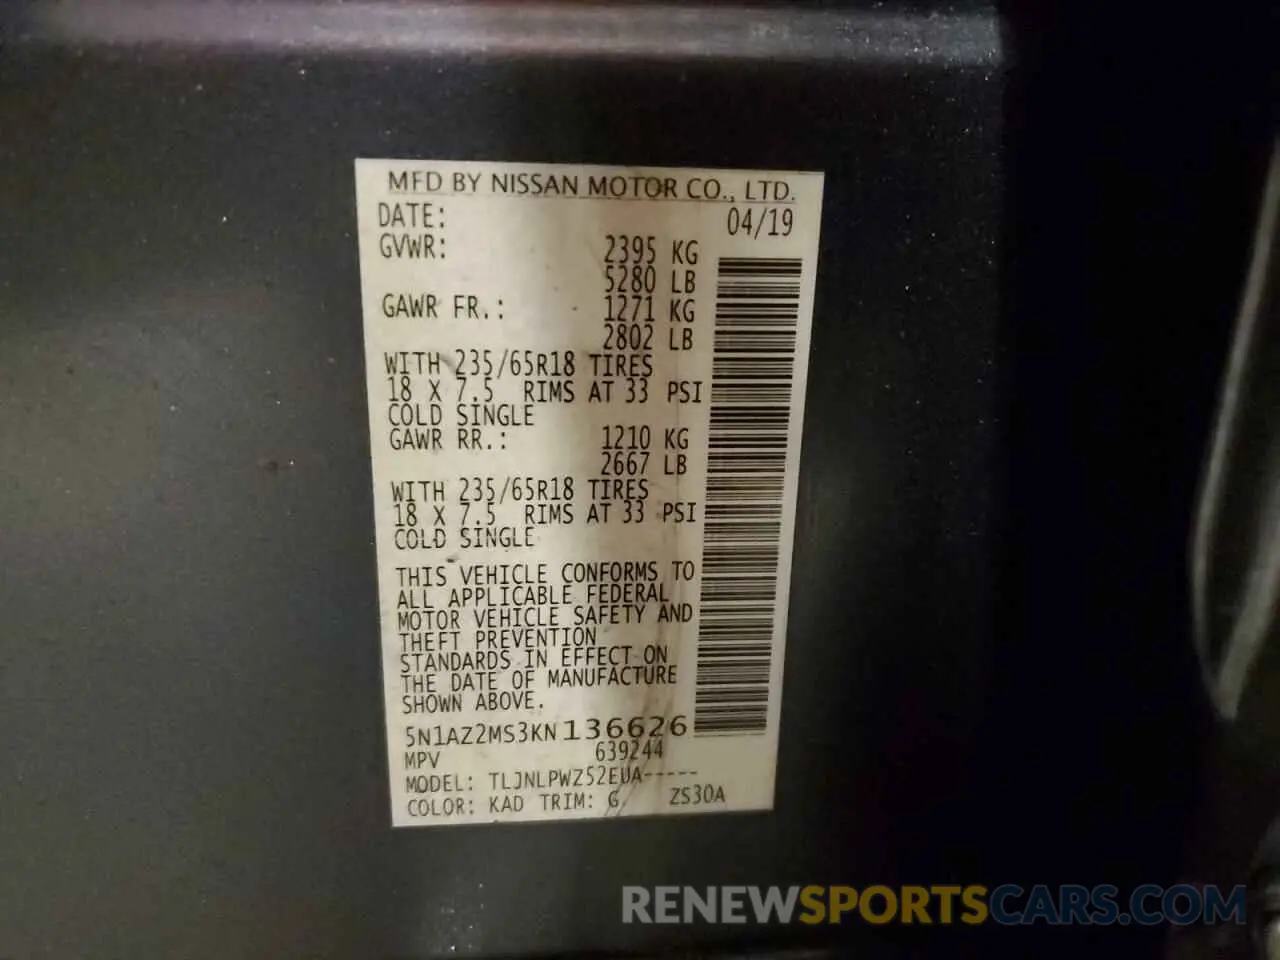 MFD BY NISSAN MOTOR CO., LTD.
DATE: 04/19
GVWR: 2395 KG
5280 LB
GAWR FR.: 1271 KG
2802 LB
WITH 235/65R18 TIRES
18 X 7.5 RIMS AT 33 PSI
COLD SINGLE
GAWR RR.: 1210 KG
2667 LB
WITH 235/65R18 TIRES
18 X 7.5 RIMS AT 33 PSI
COLD SINGLE
THIS VEHICLE CONFORMS TO
ALL APPLICABLE FEDERAL
MOTOR VEHICLE SAFETY AND
THEFT PREVENTION
STANDARDS IN EFFECT ON
THE DATE OF MANUFACTURE
SHOWN ABOVE.
5N1AZ2MS3KN136626
MPV 639244
MODEL: TLJNLPWZ52EUA-----
COLOR: KAD TRIM: G ZS30A
RENEWSPORTSCARS.COM